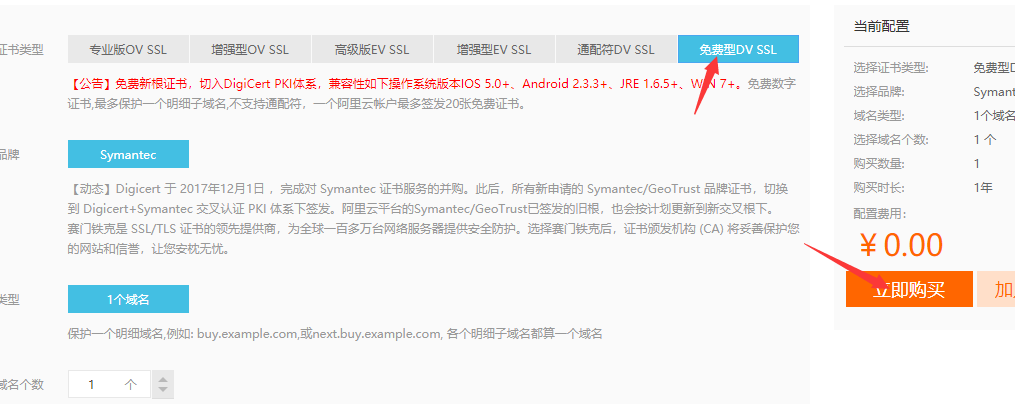 证书类型
专业版OV SSL
增强型OV SSL
高级版EV SSL
增强型EV SSL
通配符DV SSL
免费型DV SSL
【公告】免费新根证书，切入DigiCert PKI体系，兼容性如下操作系统版本IOS 5.0+、Android 2.3.3+、JRE 1.6.5+、WIN 7+。免费数字
证书,最多保护一个明细子域名,不支持通配符，一个阿里云帐户最多签发20张免费证书。
品牌
Symantec
【动态】Digicert 于 2017年12月1日 ，完成对 Symantec 证书服务的并购。此后，所有新申请的 Symantec/GeoTrust 品牌证书，切换
到 Digicert+Symantec 交叉认证 PKI 体系下签发。阿里云平台的Symantec/GeoTrust已签发的旧根，也会按计划更新到新交叉根下。
赛门铁克是 SSL/TLS 证书的领先提供商，为全球一百多万台网络服务器提供安全防护。选择赛门铁克后，证书颁发机构 (CA) 将妥善保护您
的网站和信誉，让您安枕无忧。
类型
1个域名
保护一个明细域名,例如: buy.example.com,或next.buy.example.com, 各个明细子域名都算一个域名
域名个数
1 个
当前配置
选择证书类型: 免费型D
选择品牌: Symant
域名类型: 1个域名
选择域名个数: 1 个
购买数量: 1
购买时长: 1年
配置费用:
￥0.00
立即购买
加